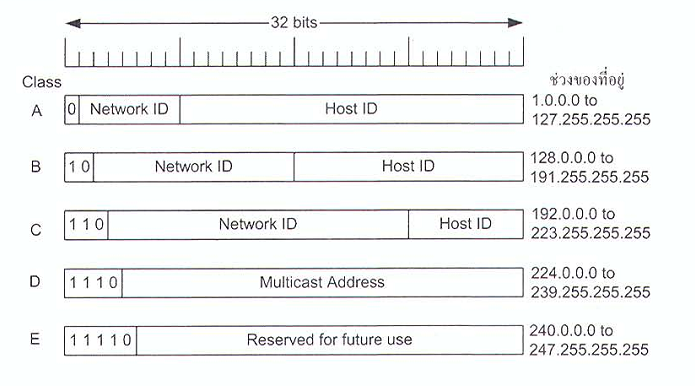 32 bits
Class
ช่วงของที่อยู่
A
0
Network ID
Host ID
1.0.0.0 to
127.255.255.255
B
1 0
Network ID
Host ID
128.0.0.0 to
191.255.255.255
C
1 1 0
Network ID
Host ID
192.0.0.0 to
223.255.255.255
D
1 1 1 0
Multicast Address
224.0.0.0 to
239.255.255.255
E
1 1 1 1 0
Reserved for future use
240.0.0.0 to
247.255.255.255